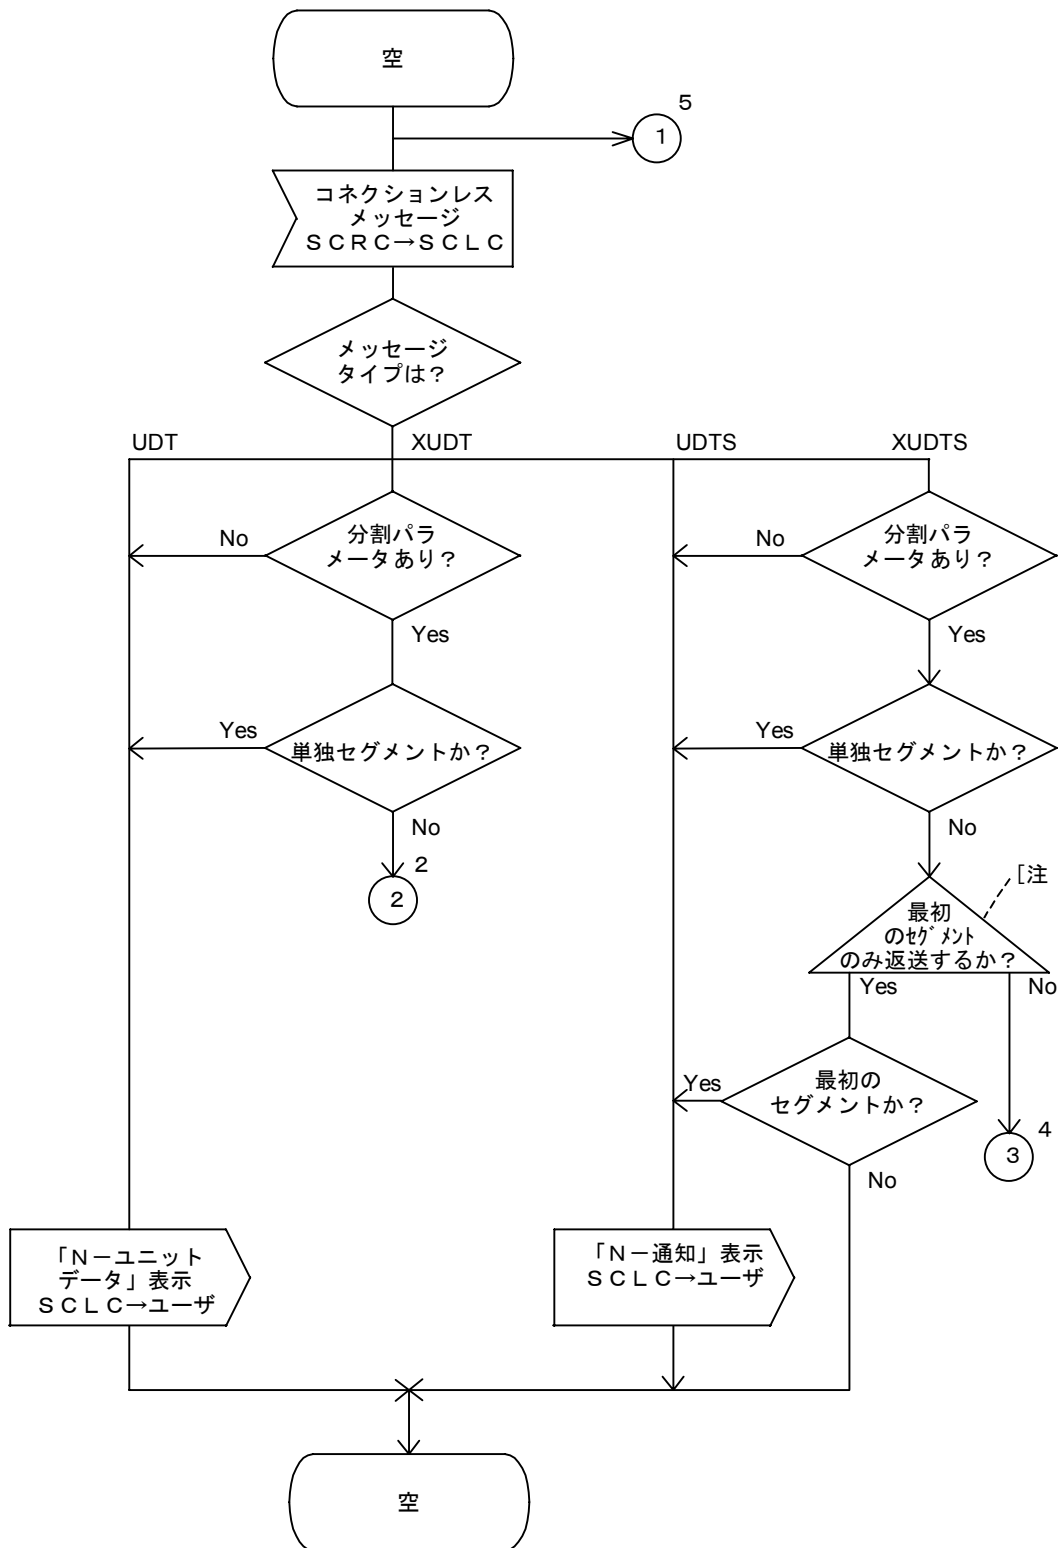 空
5
1
コネクションレス
メッセージ
SCRC→SCLC
メッセージ
タイプは？
UDT
XUDT
UDTS
XUDTS
No
分割パラ
メータあり？
No
分割パラ
メータあり？
Yes
Yes
Yes
単独セグメントか？
Yes
単独セグメントか？
No
No
2
2
[注
最初
のｾｸﾞﾒﾝﾄ
のみ返送するか？
Yes
No
Yes
最初の
セグメントか？
4
3
No
「N－ユニット
データ」表示
SCLC→ユーザ
「N－通知」表示
SCLC→ユーザ
空